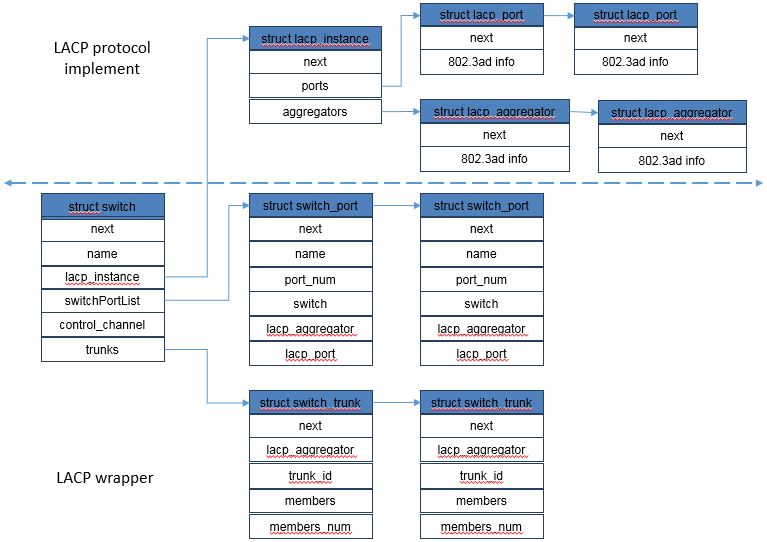 LACP protocol
implement
struct lacp_instance
next
ports
aggregators
struct lacp_port
next
802.3ad info
struct lacp_port
next
802.3ad info
struct lacp_aggregator
next
802.3ad info
struct lacp_aggregator
next
802.3ad info
struct switch
next
name
lacp_instance
switchPortList
control_channel
trunks
struct switch_port
next
name
port_num
switch
lacp_aggregator
lacp_port
struct switch_port
next
name
port_num
switch
lacp_aggregator
lacp_port
LACP wrapper
struct switch_trunk
next
lacp_aggregator
trunk_id
members
members_num
struct switch_trunk
next
lacp_aggregator
trunk_id
members
members_num